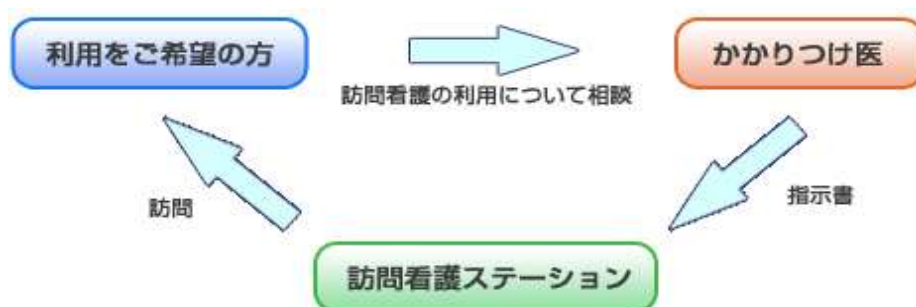 利用をご希望の方
かかりつけ医
訪問看護の利用について相談
訪問
指示書
訪問看護ステーション